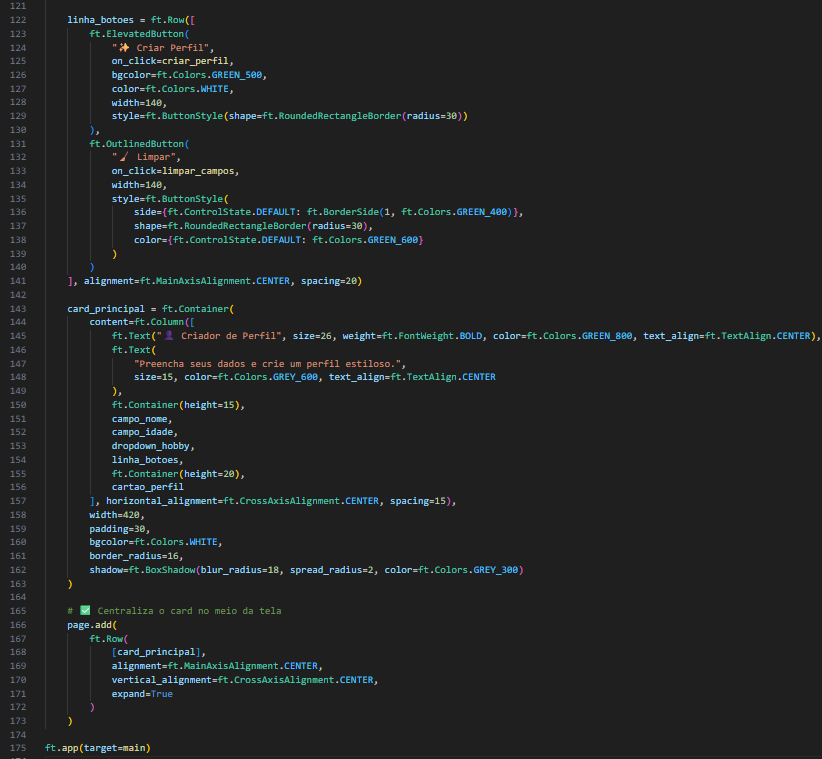 121
122 linha_botoes = ft.Row([
123 ft.ElevatedButton(
124 "✨ Criar Perfil",
125 on_click=criar_perfil,
126 bgcolor=ft.Colors.GREEN_500,
127 color=ft.Colors.WHITE,
128 width=140,
129 style=ft.ButtonStyle(shape=ft.RoundedRectangleBorder(radius=30))
130 ),
131 ft.OutlinedButton(
132 "🧹 Limpar",
133 on_click=limpar_campos,
134 width=140,
135 style=ft.ButtonStyle(
136 side={ft.ControlState.DEFAULT: ft.BorderSide(1, ft.Colors.GREEN_400)},
137 shape=ft.RoundedRectangleBorder(radius=30),
138 color={ft.ControlState.DEFAULT: ft.Colors.GREEN_600}
139 )
140 )
141 ], alignment=ft.MainAxisAlignment.CENTER, spacing=20)
142
143 card_principal = ft.Container(
144 content=ft.Column([
145 ft.Text("👤 Criador de Perfil", size=26, weight=ft.FontWeight.BOLD, color=ft.Colors.GREEN_800, text_align=ft.TextAlign.CENTER),
146 ft.Text(
147 "Preencha seus dados e crie um perfil estiloso.",
148 size=15, color=ft.Colors.GREY_600, text_align=ft.TextAlign.CENTER
149 ),
150 ft.Container(height=15),
151 campo_nome,
152 campo_idade,
153 dropdown_hobby,
154 linha_botoes,
155 ft.Container(height=20),
156 cartao_perfil
157 ], horizontal_alignment=ft.CrossAxisAlignment.CENTER, spacing=15),
158 width=420,
159 padding=30,
160 bgcolor=ft.Colors.WHITE,
161 border_radius=16,
162 shadow=ft.BoxShadow(blur_radius=18, spread_radius=2, color=ft.Colors.GREY_300)
163 )
164
165 # ✅ Centraliza o card no meio da tela
166 page.add(
167 ft.Row(
168 [card_principal],
169 alignment=ft.MainAxisAlignment.CENTER,
170 vertical_alignment=ft.CrossAxisAlignment.CENTER,
171 expand=True
172 )
173 )
174
175 ft.app(target=main)